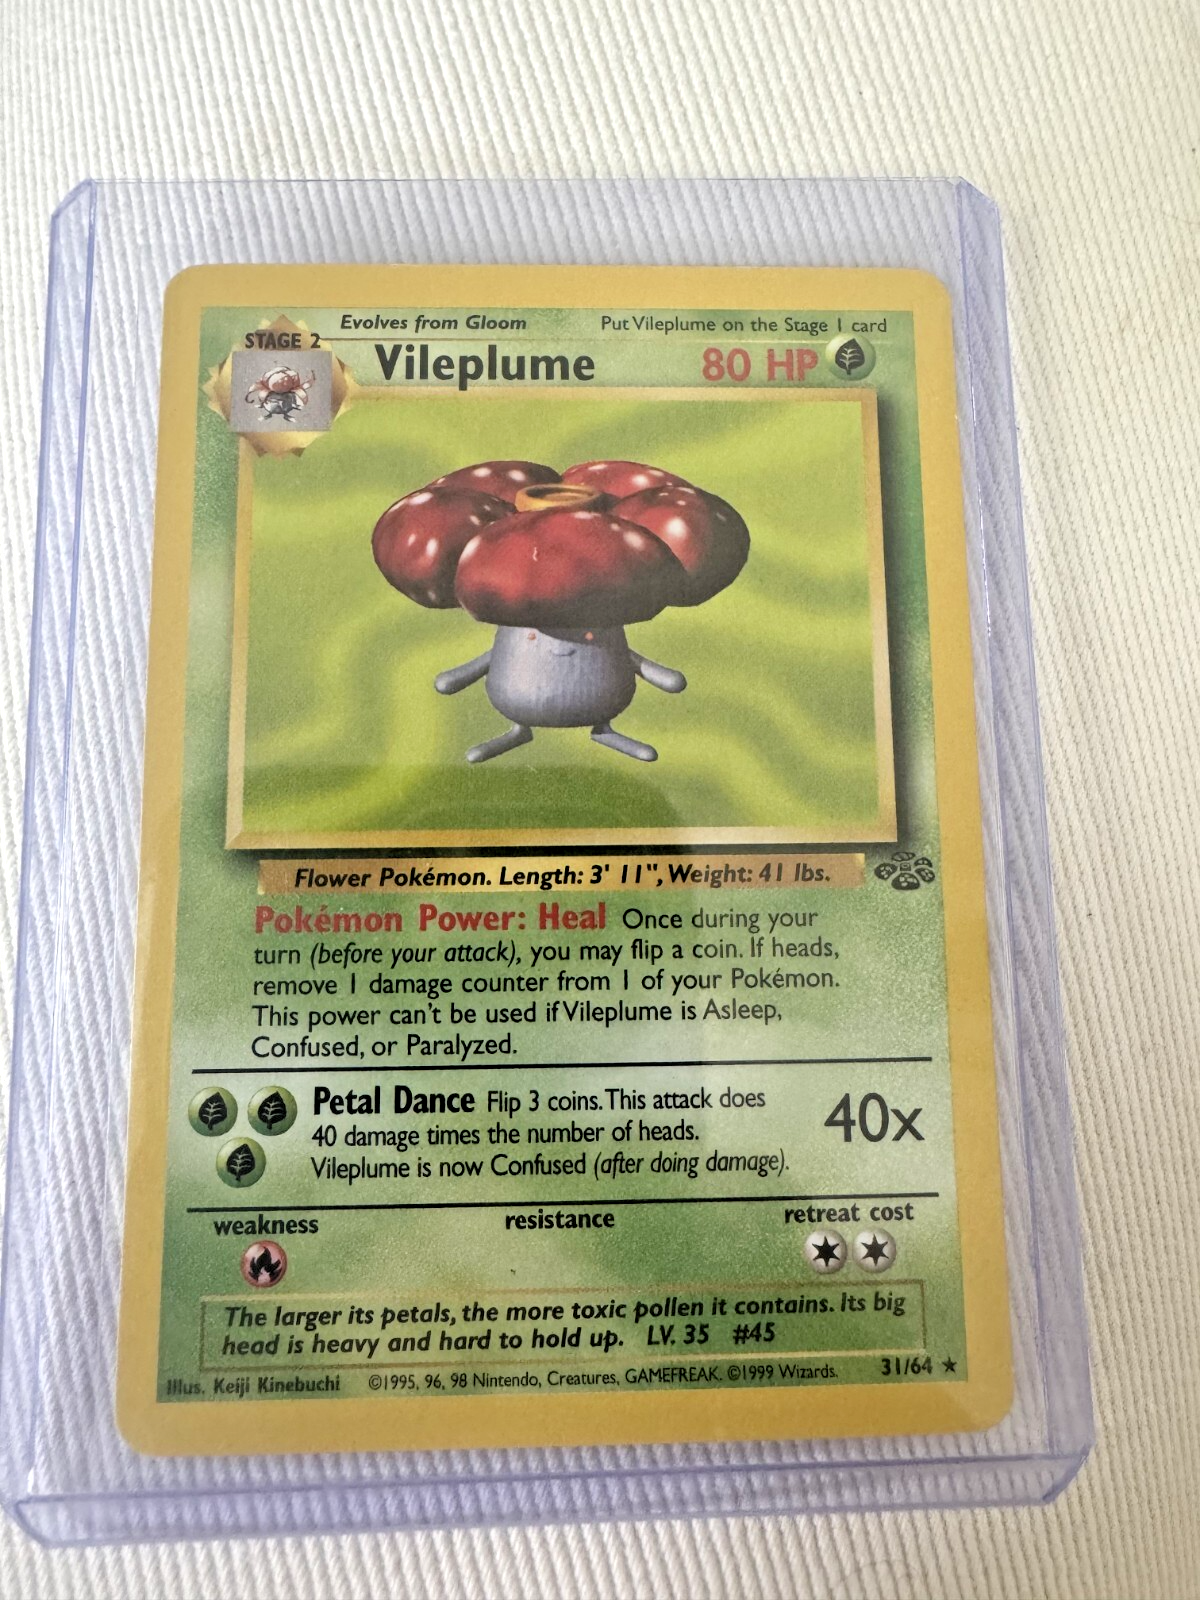 Evolves from Gloom Put Vileplume on the Stage 1 card
STAGE 2
Vileplume 80 HP
Flower Pokémon. Length: 3' 11", Weight: 41 lbs.
Pokémon Power: Heal Once during your
turn (before your attack), you may flip a coin. If heads,
remove 1 damage counter from 1 of your Pokémon.
This power can't be used if Vileplume is Asleep,
Confused, or Paralyzed.
Petal Dance Flip 3 coins. This attack does
40 damage times the number of heads.
Vileplume is now Confused (after doing damage).
40x
weakness resistance retreat cost
The larger its petals, the more toxic pollen it contains. Its big
head is heavy and hard to hold up. LV. 35 #45
Illus. Keiji Kinebuchi ©1995, 96, 98 Nintendo, Creatures, GAMEFREAK. ©1999 Wizards. 31/64 ★